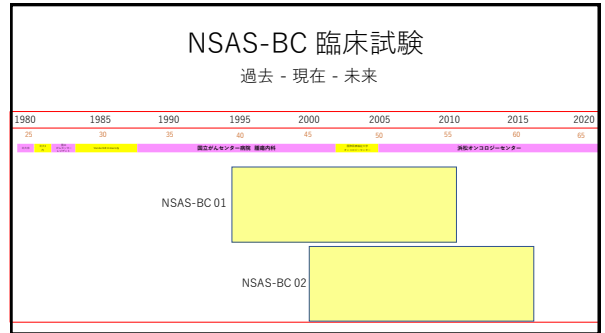 NSAS-BC 臨床試験
過去 - 現在 - 未来
1980 1985 1990 1995 2000 2005 2010 2015 2020
25 30 35 40 45 50 55 60 65
国立がんセンター病院 腫瘍内科 浜松オンコロジーセンター
NSAS-BC 01
NSAS-BC 02